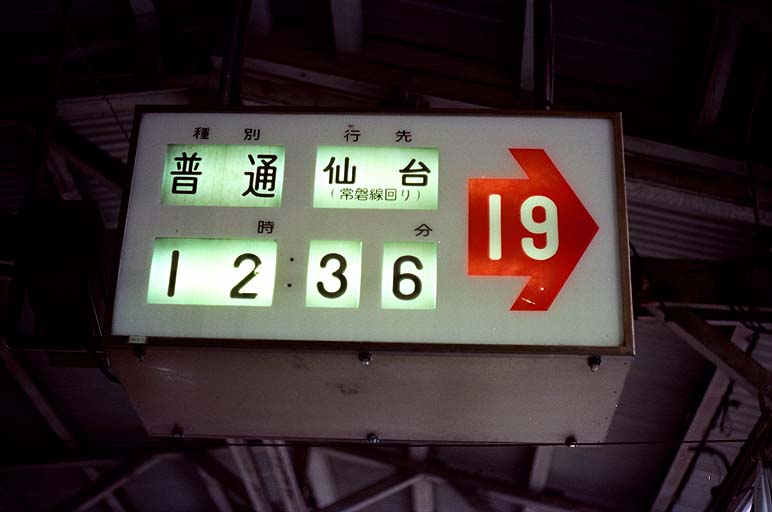 種別 行先
普通 仙台
(常磐線回り)
時 分
12:36
19